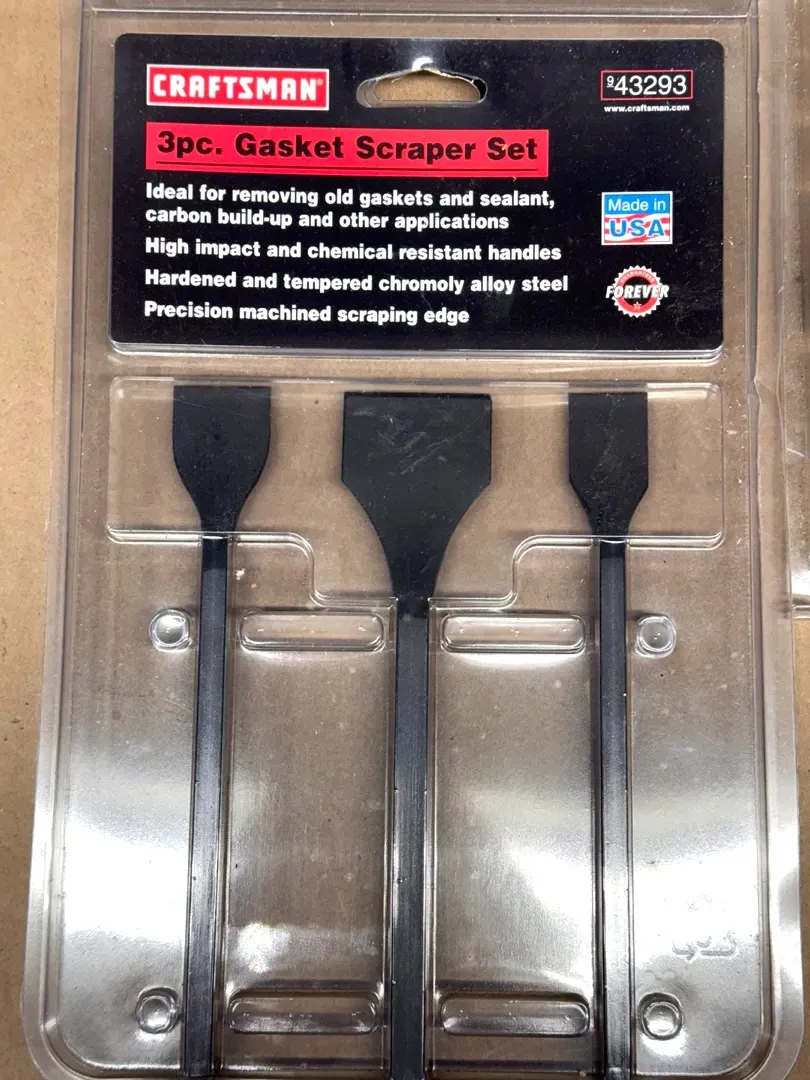 CRAFTSMAN®
943293
www.craftsman.com
3pc. Gasket Scraper Set
Ideal for removing old gaskets and sealant,
carbon build-up and other applications
High impact and chemical resistant handles
Hardened and tempered chromoly alloy steel
Precision machined scraping edge
Made in
USA
GUARANTEED
FOREVER